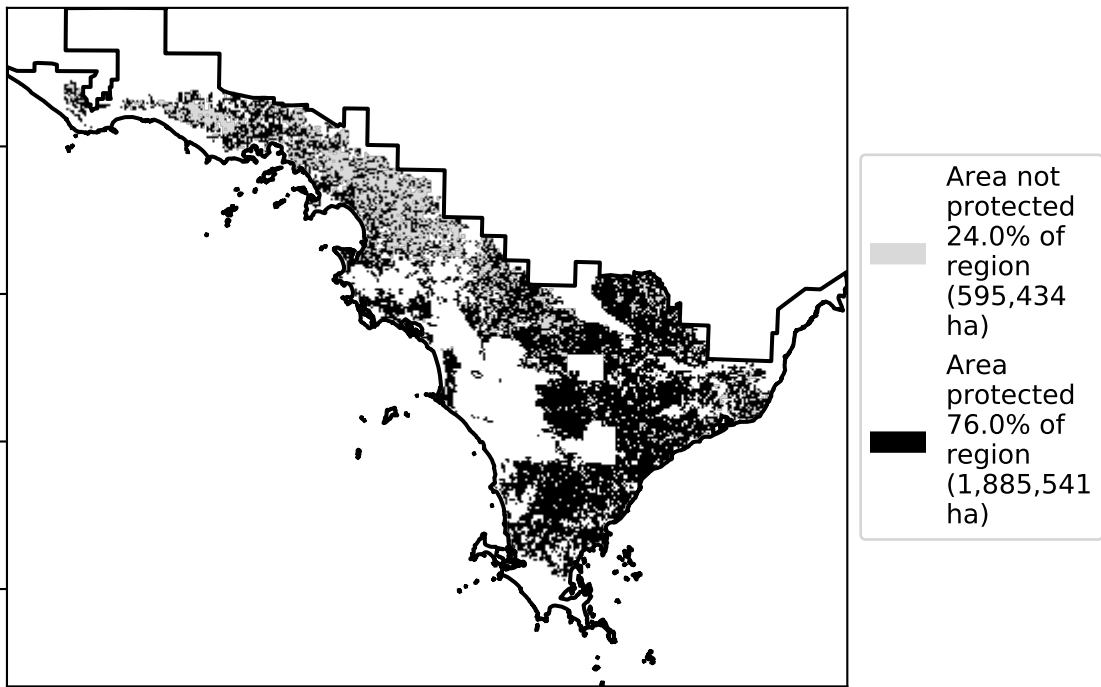 Area not
protected
24.0% of
region
(595,434
ha)
Area
protected
76.0% of
region
(1,885,541
ha)